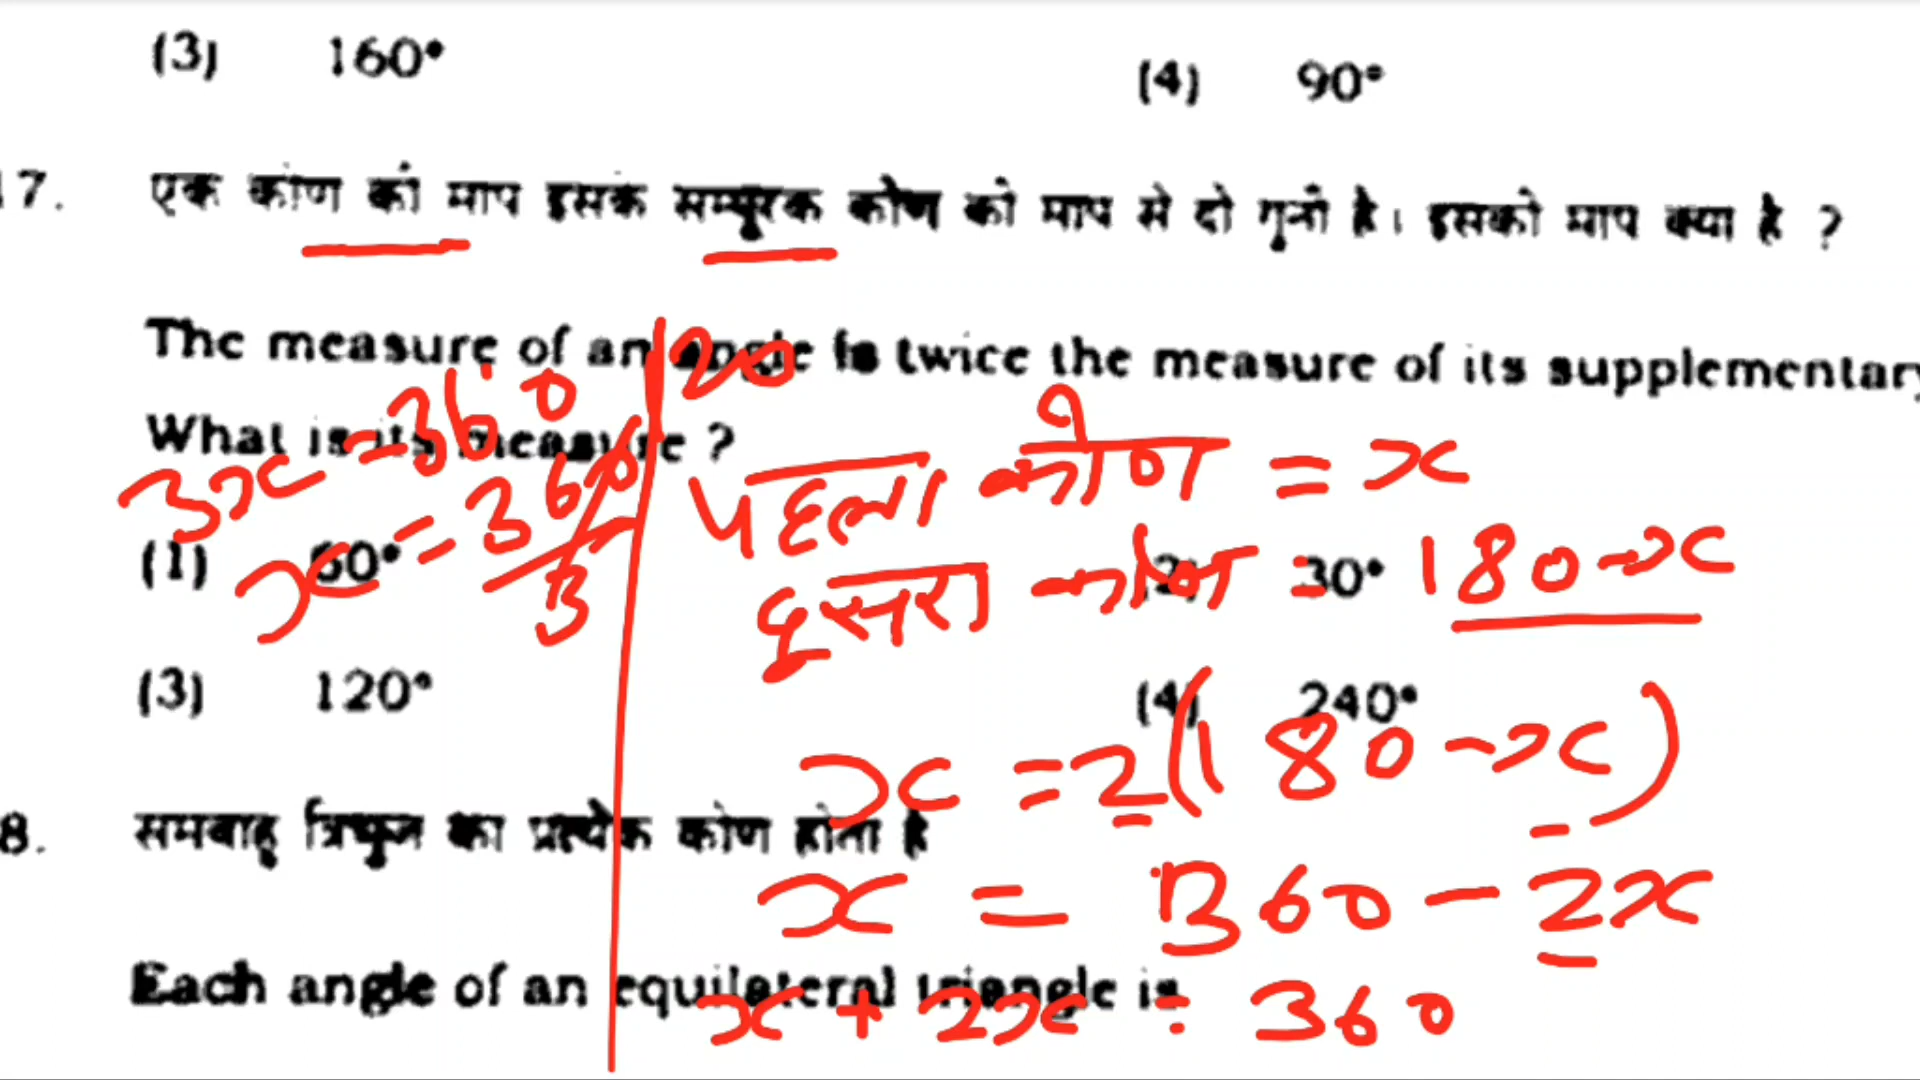 (3) 160° (4) 90°
17. एक कोण की माप इसके सम्पूरक कोण की माप से दो गुनी है। इसकी माप क्या है ?
The measure of an angle is twice the measure of its supplementary
What is its measure ?
(1) 60° (2) 30°
(3) 120° (4) 240°
8. समबाहु त्रिभुज का प्रत्येक कोण होता है
Each angle of an equilateral triangle is
3x = 360
x = 360/3
120
पहला कोण = x
दूसरा कोण = 180-x
x = 2(180-x)
x = 360-2x
x+2x = 360